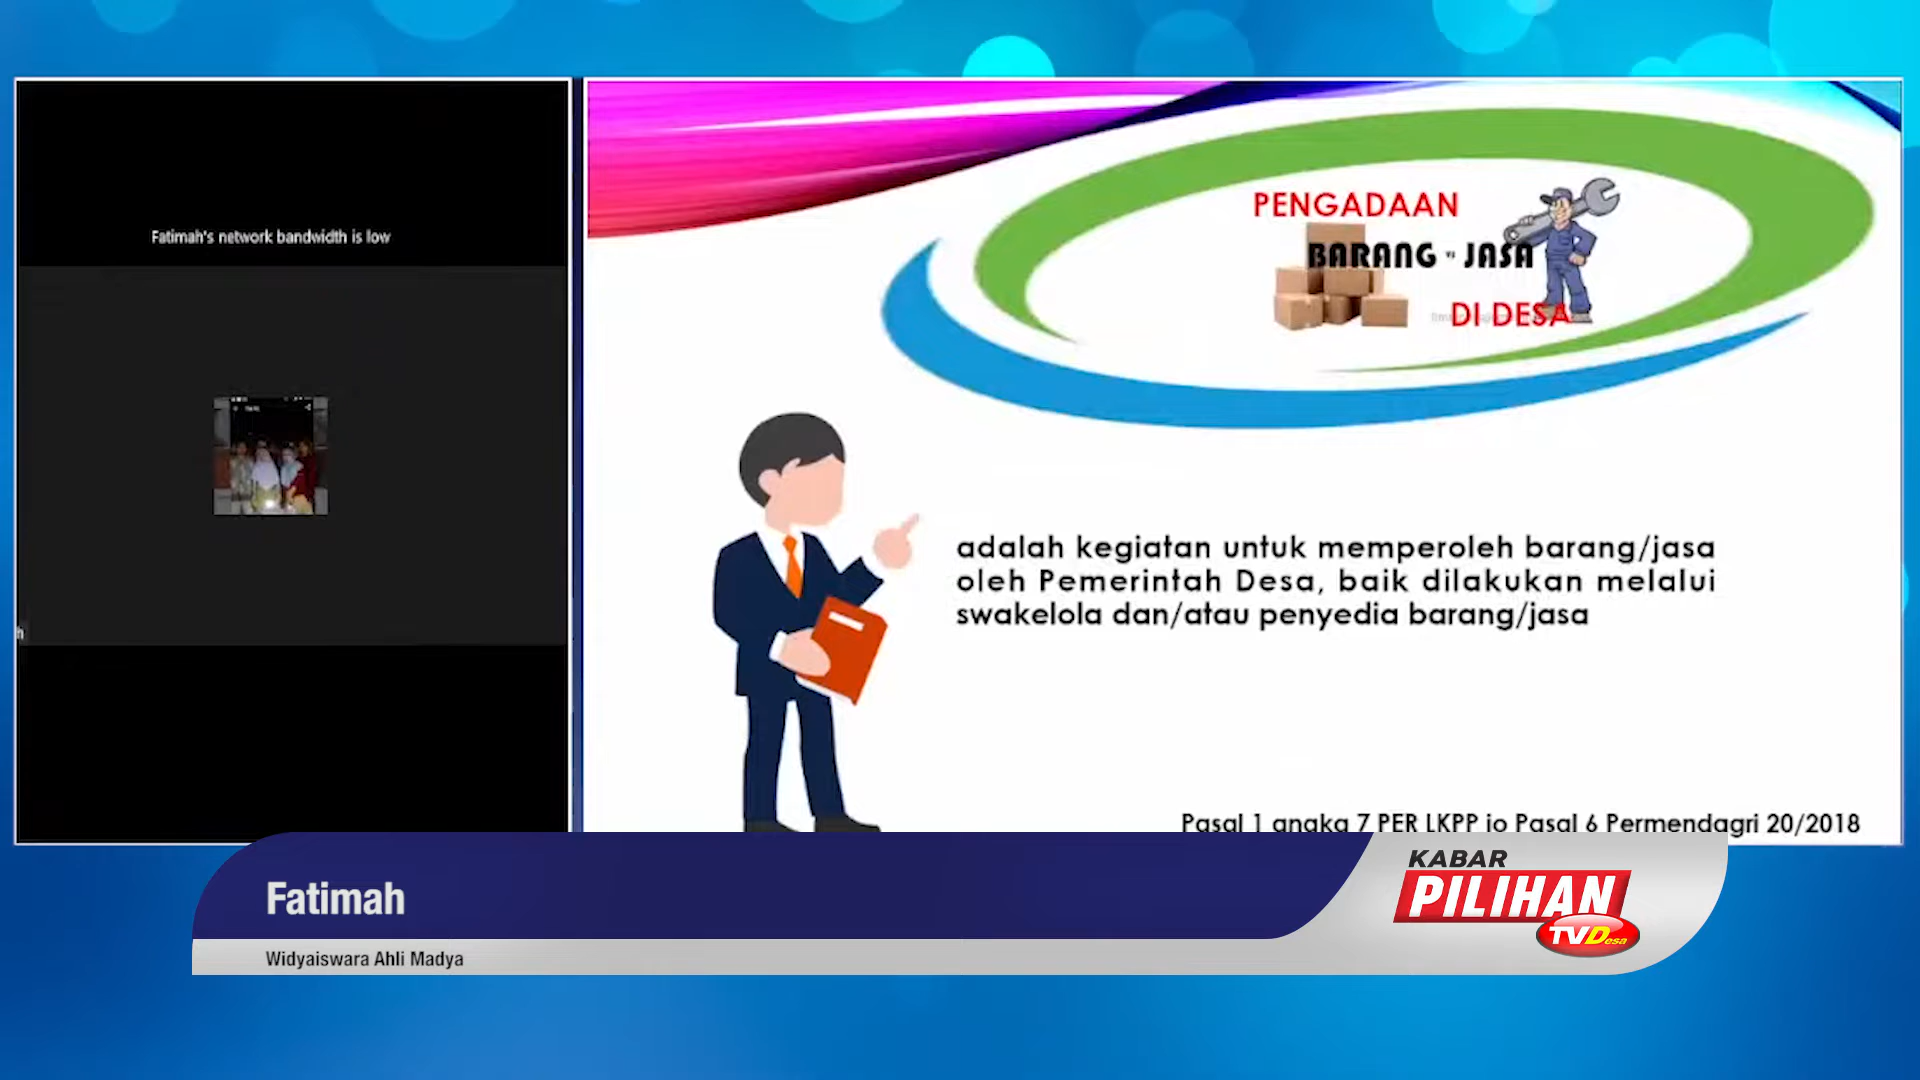 Fatimah's network bandwidth is low
PENGADAAN
BARANG JASA
DI DESA
adalah kegiatan untuk memperoleh barang/jasa
oleh Pemerintah Desa, baik dilakukan melalui
swakelola dan/atau penyedia barang/jasa
Pasal 1 angka 7 PER LKPP jo Pasal 6 Permendagri 20/2018
KABAR
PILIHAN
TVDesa
Fatimah
Widyaiswara Ahli Madya